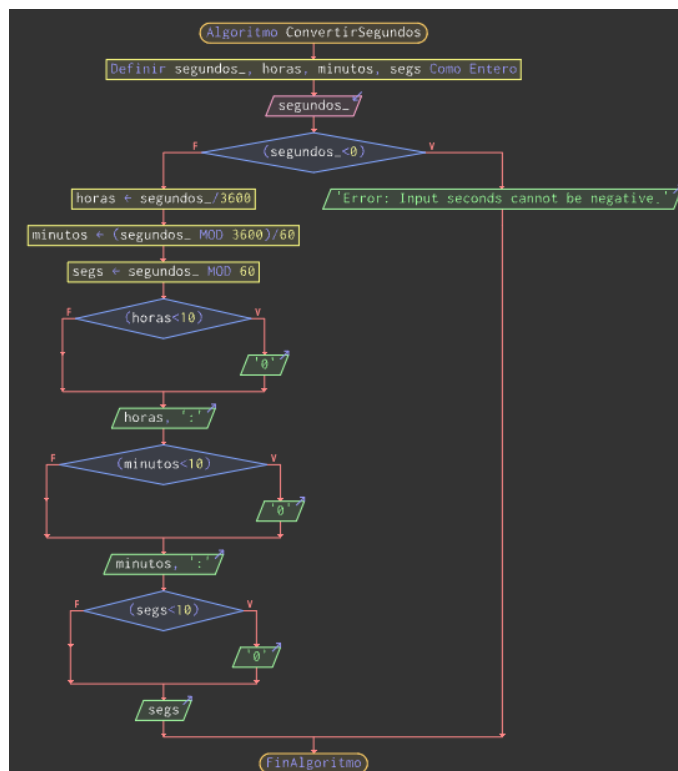 Algoritmo ConvertirSegundos
Definir segundos_, horas, minutos, segs Como Entero
segundos_
F
(segundos_<0)
V
horas ← segundos_/3600
'Error: Input seconds cannot be negative.'
minutos ← (segundos_ MOD 3600)/60
segs ← segundos_ MOD 60
F
(horas<10)
V
'0'
horas, ':'
F
(minutos<10)
V
'0'
minutos, ':'
F
(segs<10)
V
'0'
segs
FinAlgoritmo